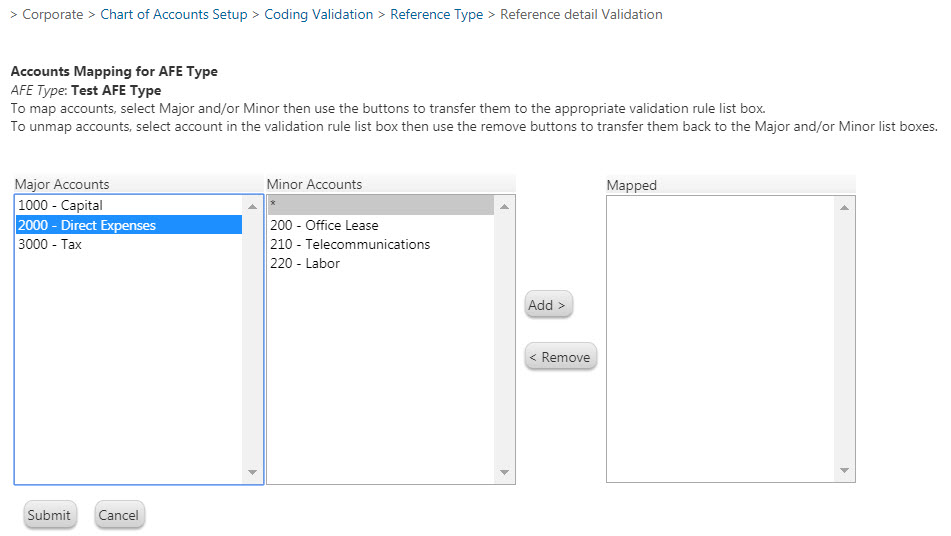 > Corporate > Chart of Accounts Setup > Coding Validation > Reference Type > Reference detail Validation
Accounts Mapping for AFE Type
AFE Type: Test AFE Type
To map accounts, select Major and/or Minor then use the buttons to transfer them to the appropriate validation rule list box.
To unmap accounts, select account in the validation rule list box then use the remove buttons to transfer them back to the Major and/or Minor list boxes.
Major Accounts
1000 - Capital
2000 - Direct Expenses
3000 - Tax
Minor Accounts
*
200 - Office Lease
210 - Telecommunications
220 - Labor
Add >
< Remove
Mapped
Submit
Cancel